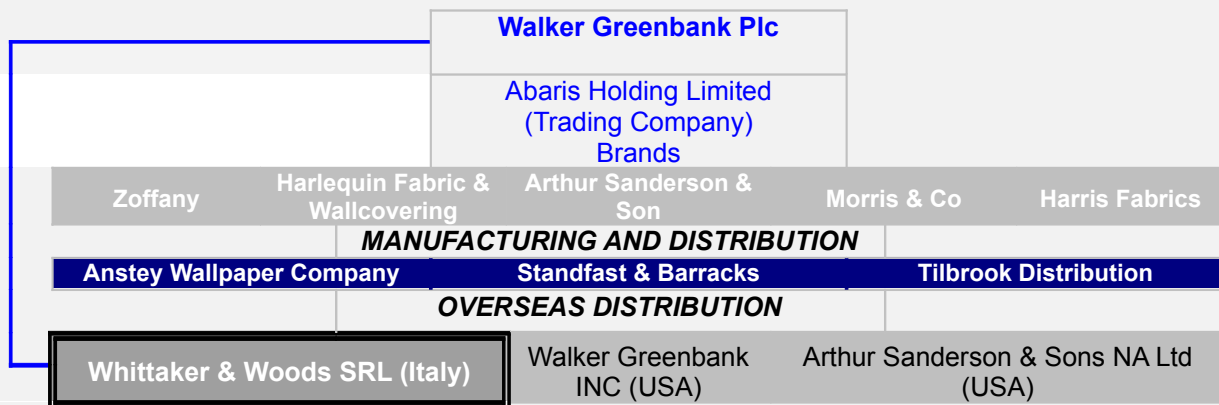 Walker Greenbank Plc
Abaris Holding Limited
(Trading Company)
Brands
Zoffany
Harlequin Fabric &
Wallcovering
Arthur Sanderson &
Son
Morris & Co
Harris Fabrics
MANUFACTURING AND DISTRIBUTION
Anstey Wallpaper Company
Standfast & Barracks
Tilbrook Distribution
OVERSEAS DISTRIBUTION
Whittaker & Woods SRL (Italy)
Walker Greenbank
INC (USA)
Arthur Sanderson & Sons NA Ltd
(USA)